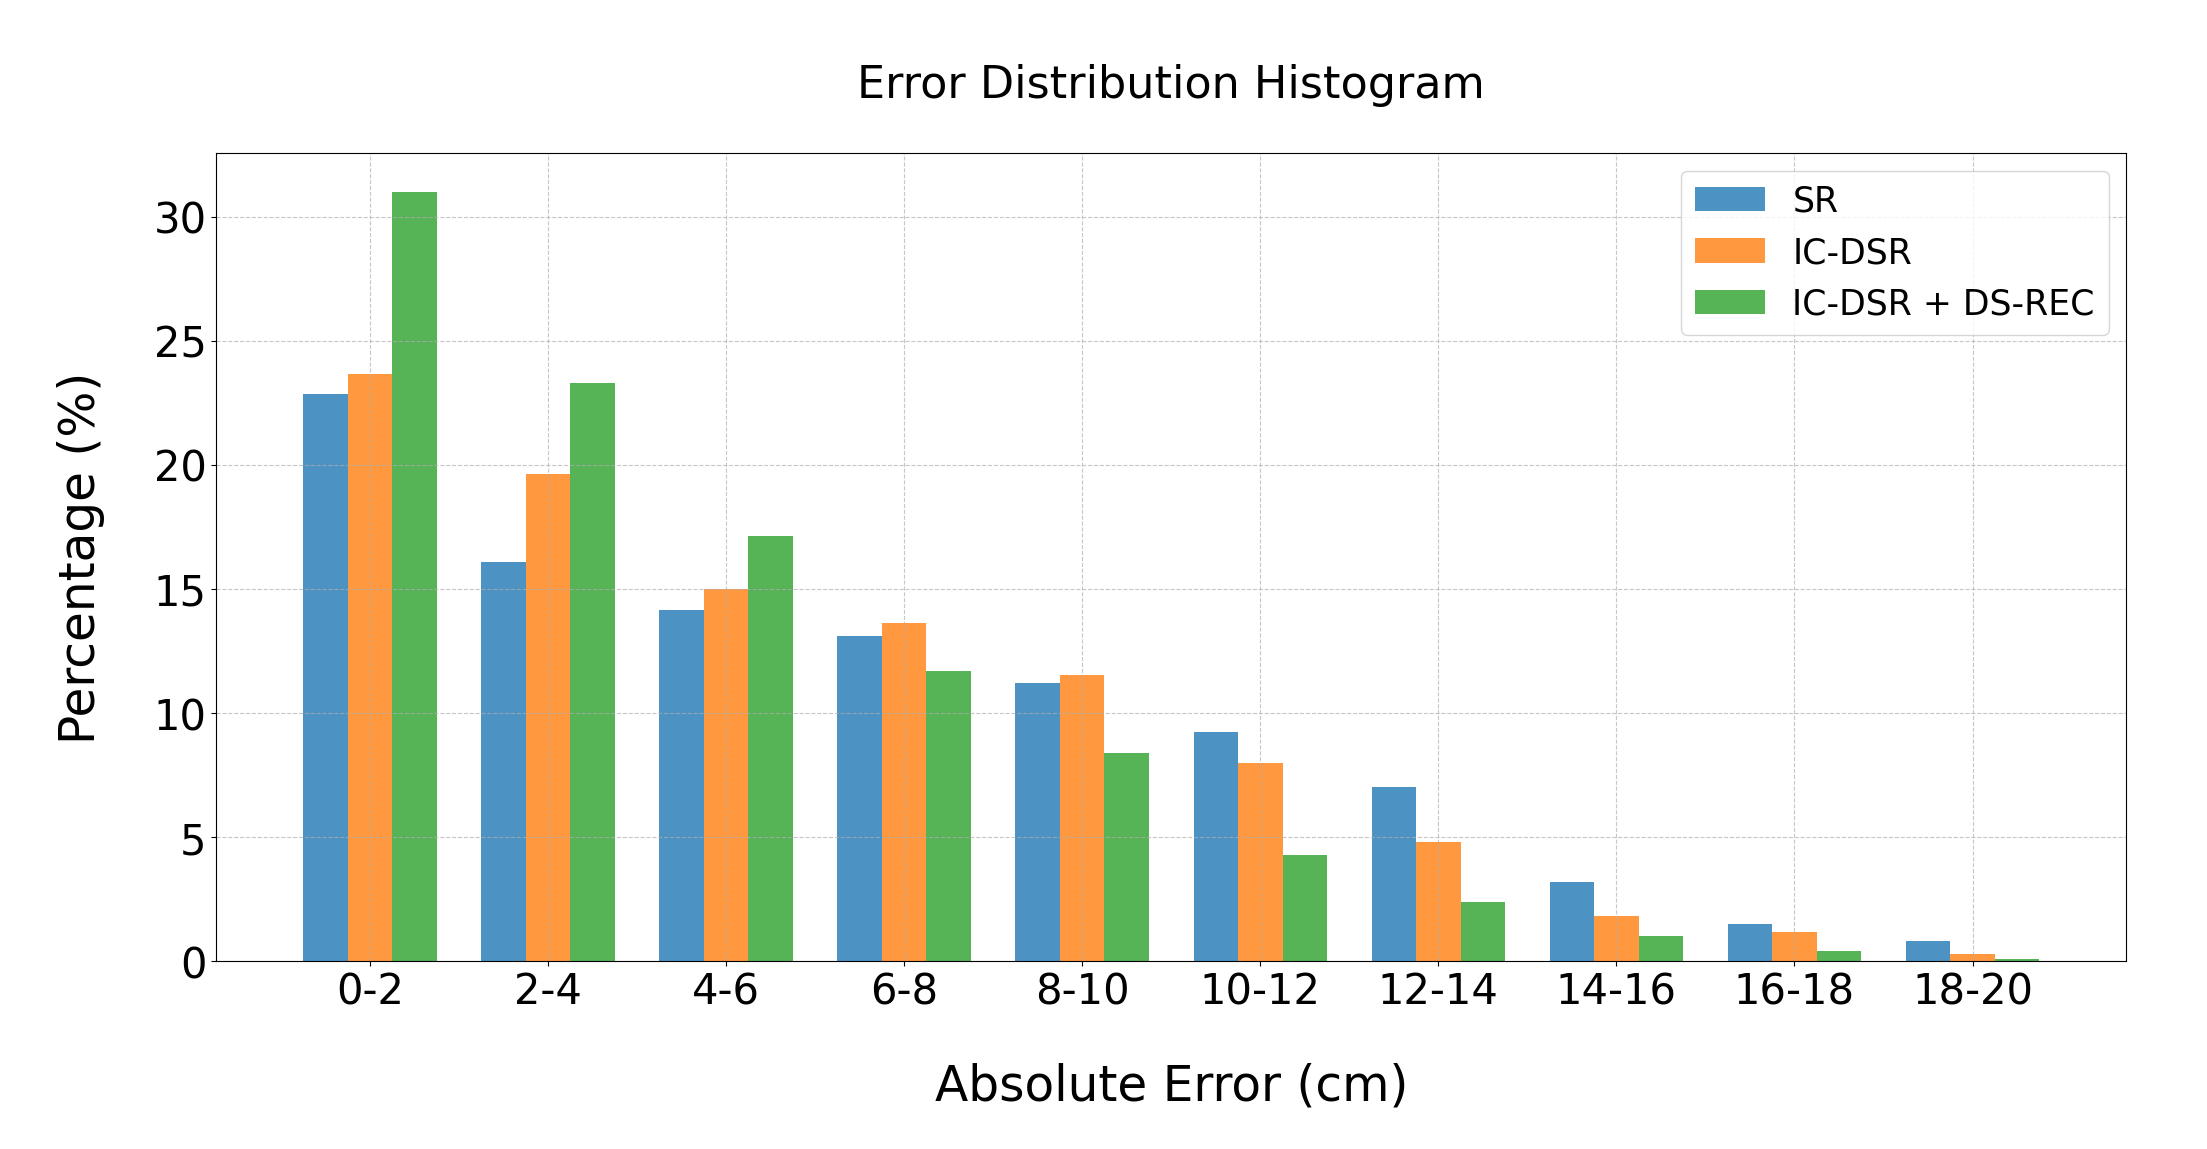 Error Distribution Histogram
SR
IC-DSR
IC-DSR + DS-REC
Percentage (%)
30
25
20
15
10
5
0
0-2 2-4 4-6 6-8 8-10 10-12 12-14 14-16 16-18 18-20
Absolute Error (cm)